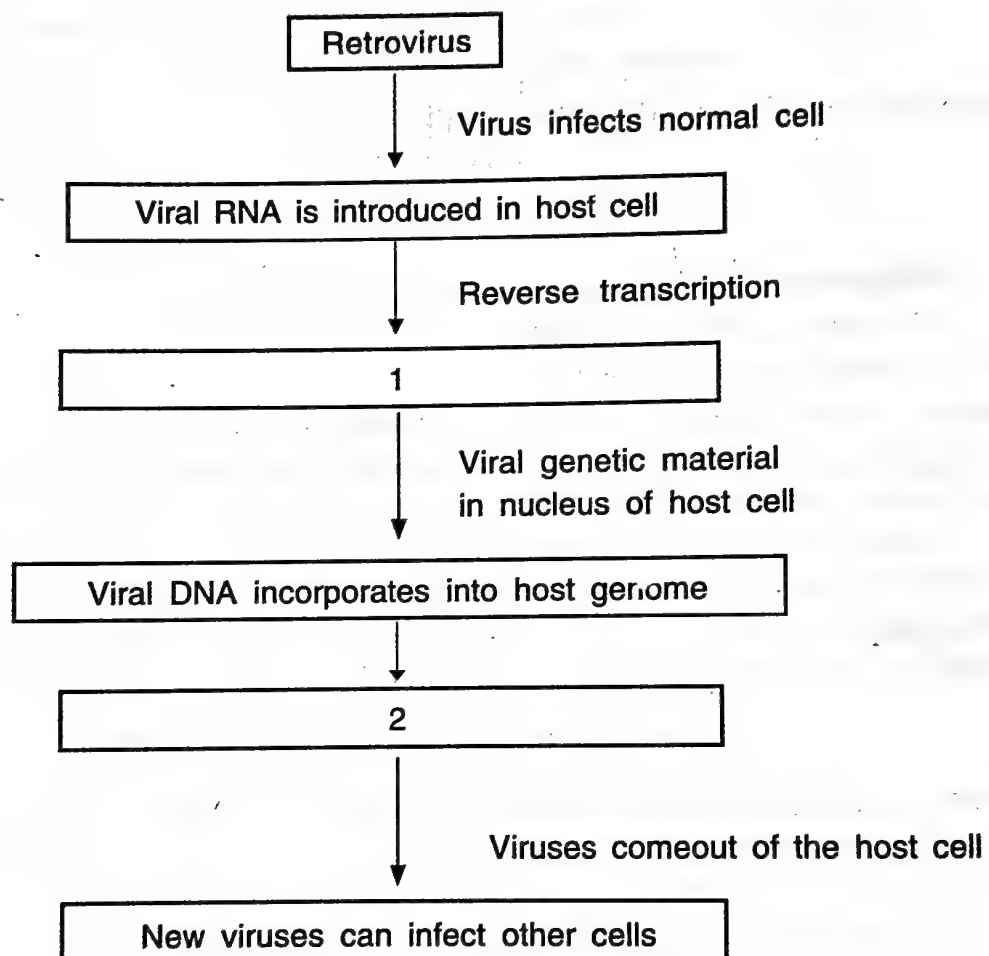 Retrovirus
Virus infects normal cell
Viral RNA is introduced in host cell
Reverse transcription
1
Viral genetic material
in nucleus of host cell
Viral DNA incorporates into host genome
2
Viruses comeout of the host cell
New viruses can infect other cells